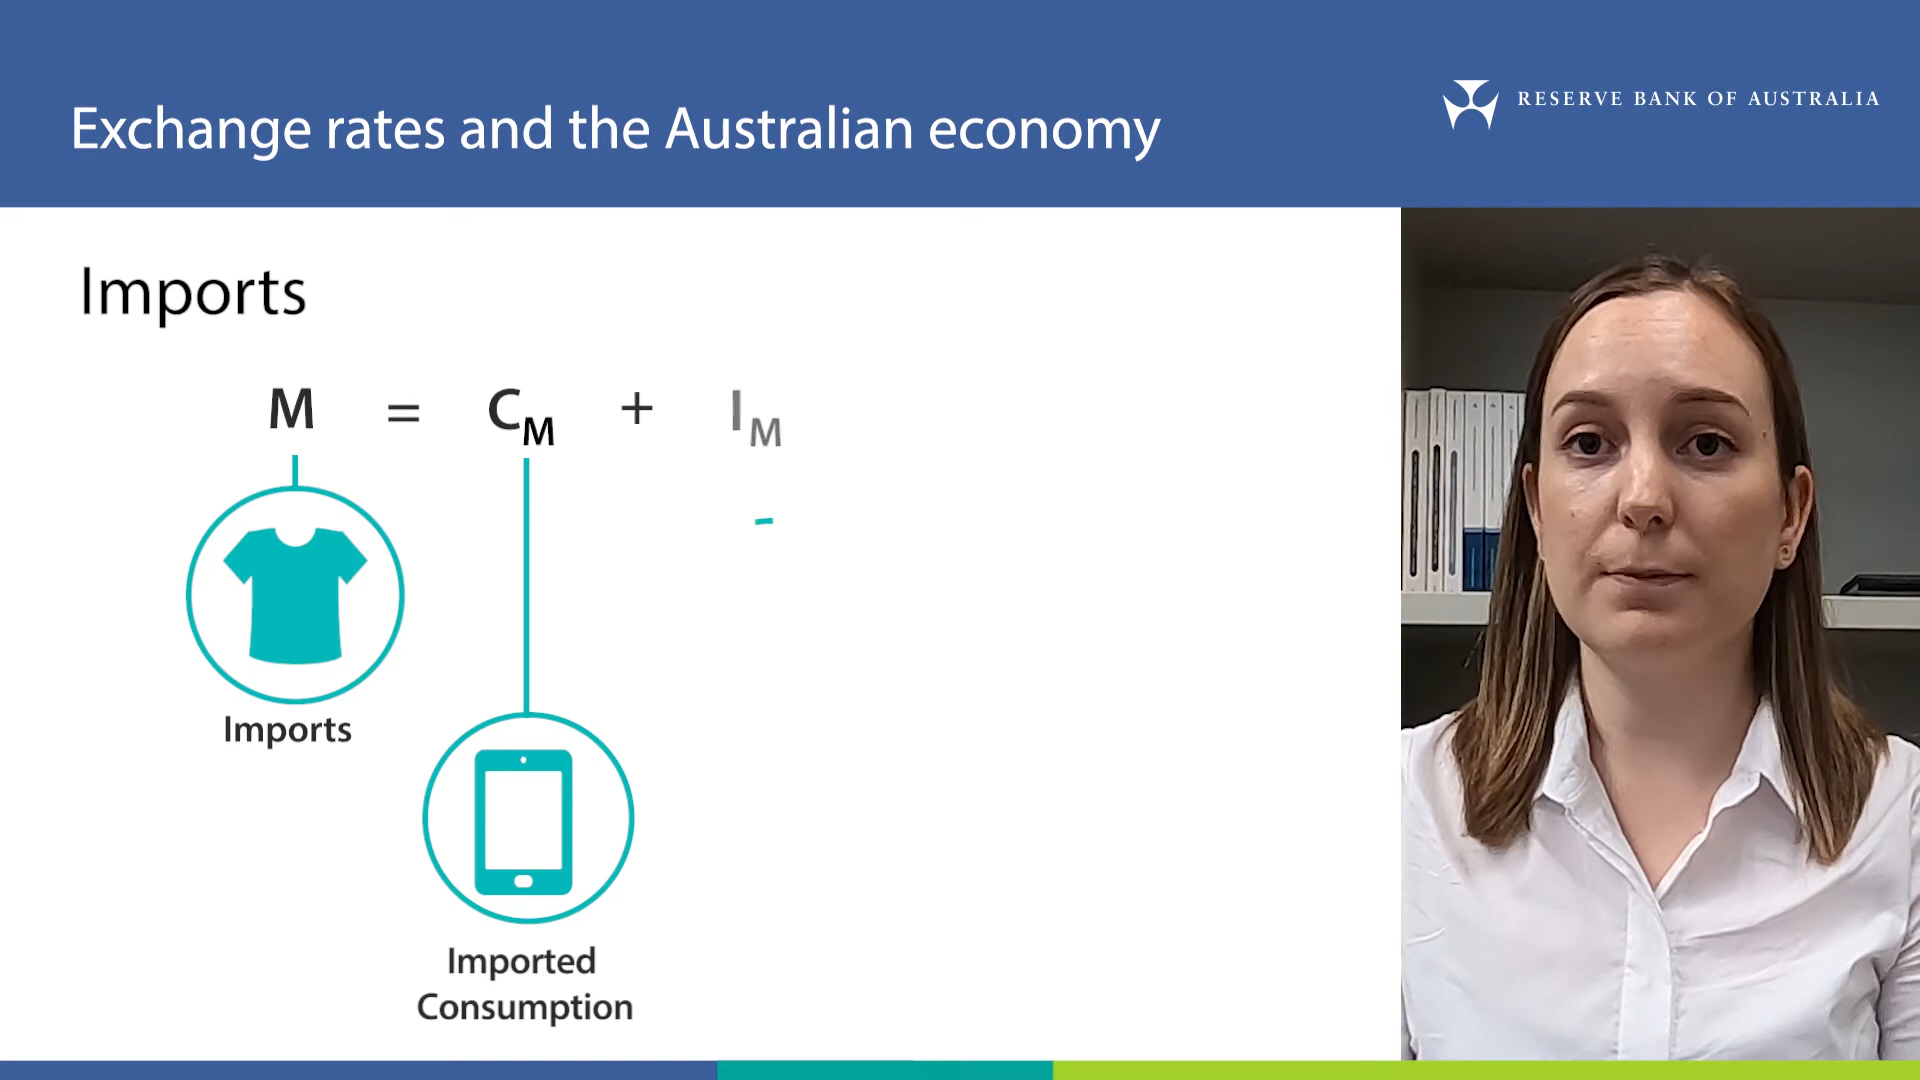 Exchange rates and the Australian economy
RESERVE BANK OF AUSTRALIA
Imports
M = CM + IM
Imports
Imported
Consumption